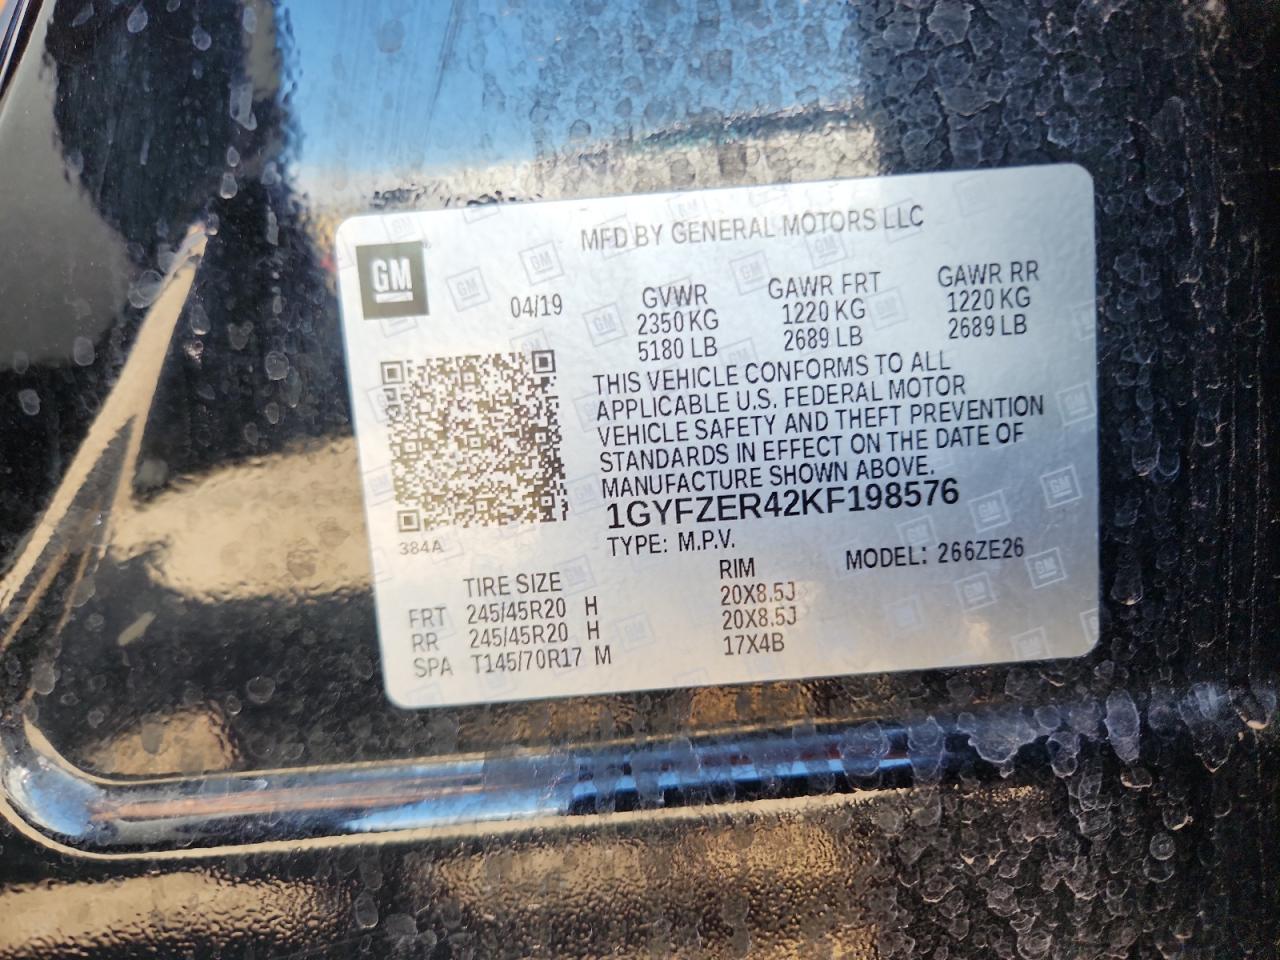 GM
MFD BY GENERAL MOTORS LLC
04/19
GVWR GAWR FRT GAWR RR
2350 KG 1220 KG 1220 KG
5180 LB 2689 LB 2689 LB
THIS VEHICLE CONFORMS TO ALL
APPLICABLE U.S. FEDERAL MOTOR
VEHICLE SAFETY AND THEFT PREVENTION
STANDARDS IN EFFECT ON THE DATE OF
MANUFACTURE SHOWN ABOVE.
1GYFZER42KF198576
384A
TYPE: M.P.V.
MODEL: 266ZE26
TIRE SIZE RIM
FRT 245/45R20 H 20X8.5J
RR 245/45R20 H 20X8.5J
SPA T145/70R17 M 17X4B